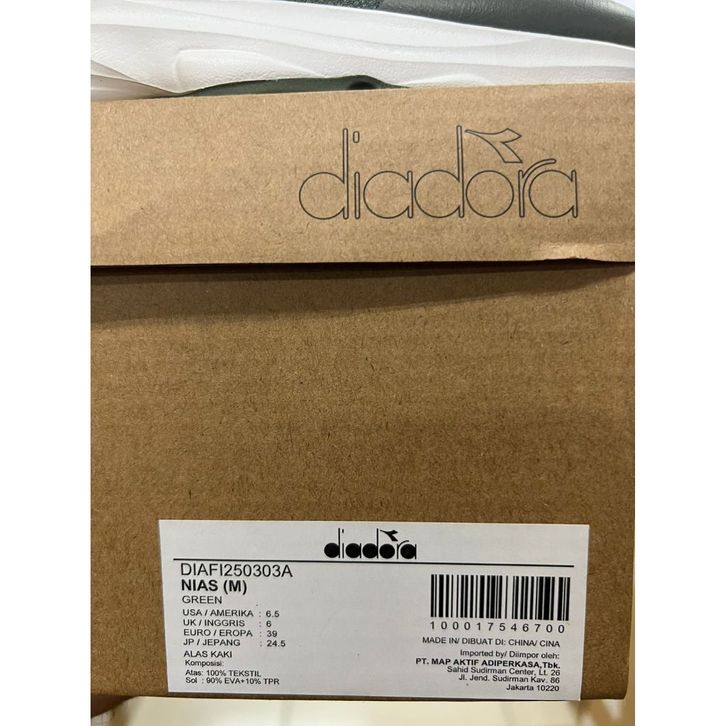 diadora
diadora
DIAFI250303A
NIAS (M)
GREEN
USA / AMERIKA : 6.5
UK / INGGRIS : 6
EURO / EROPA : 39
JP / JEPANG : 24.5
ALAS KAKI
Komposisi:
Atas: 100% TEKSTIL
Sol : 90% EVA+10% TPR
100017546700
MADE IN/ DIBUAT DI: CHINA/ CINA
Imported by/ Diimpor oleh:
PT. MAP AKTIF ADIPERKASA,Tbk.
Sahid Sudirman Center, Lt. 26
Jl. Jend. Sudirman Kav. 86
Jakarta 10220